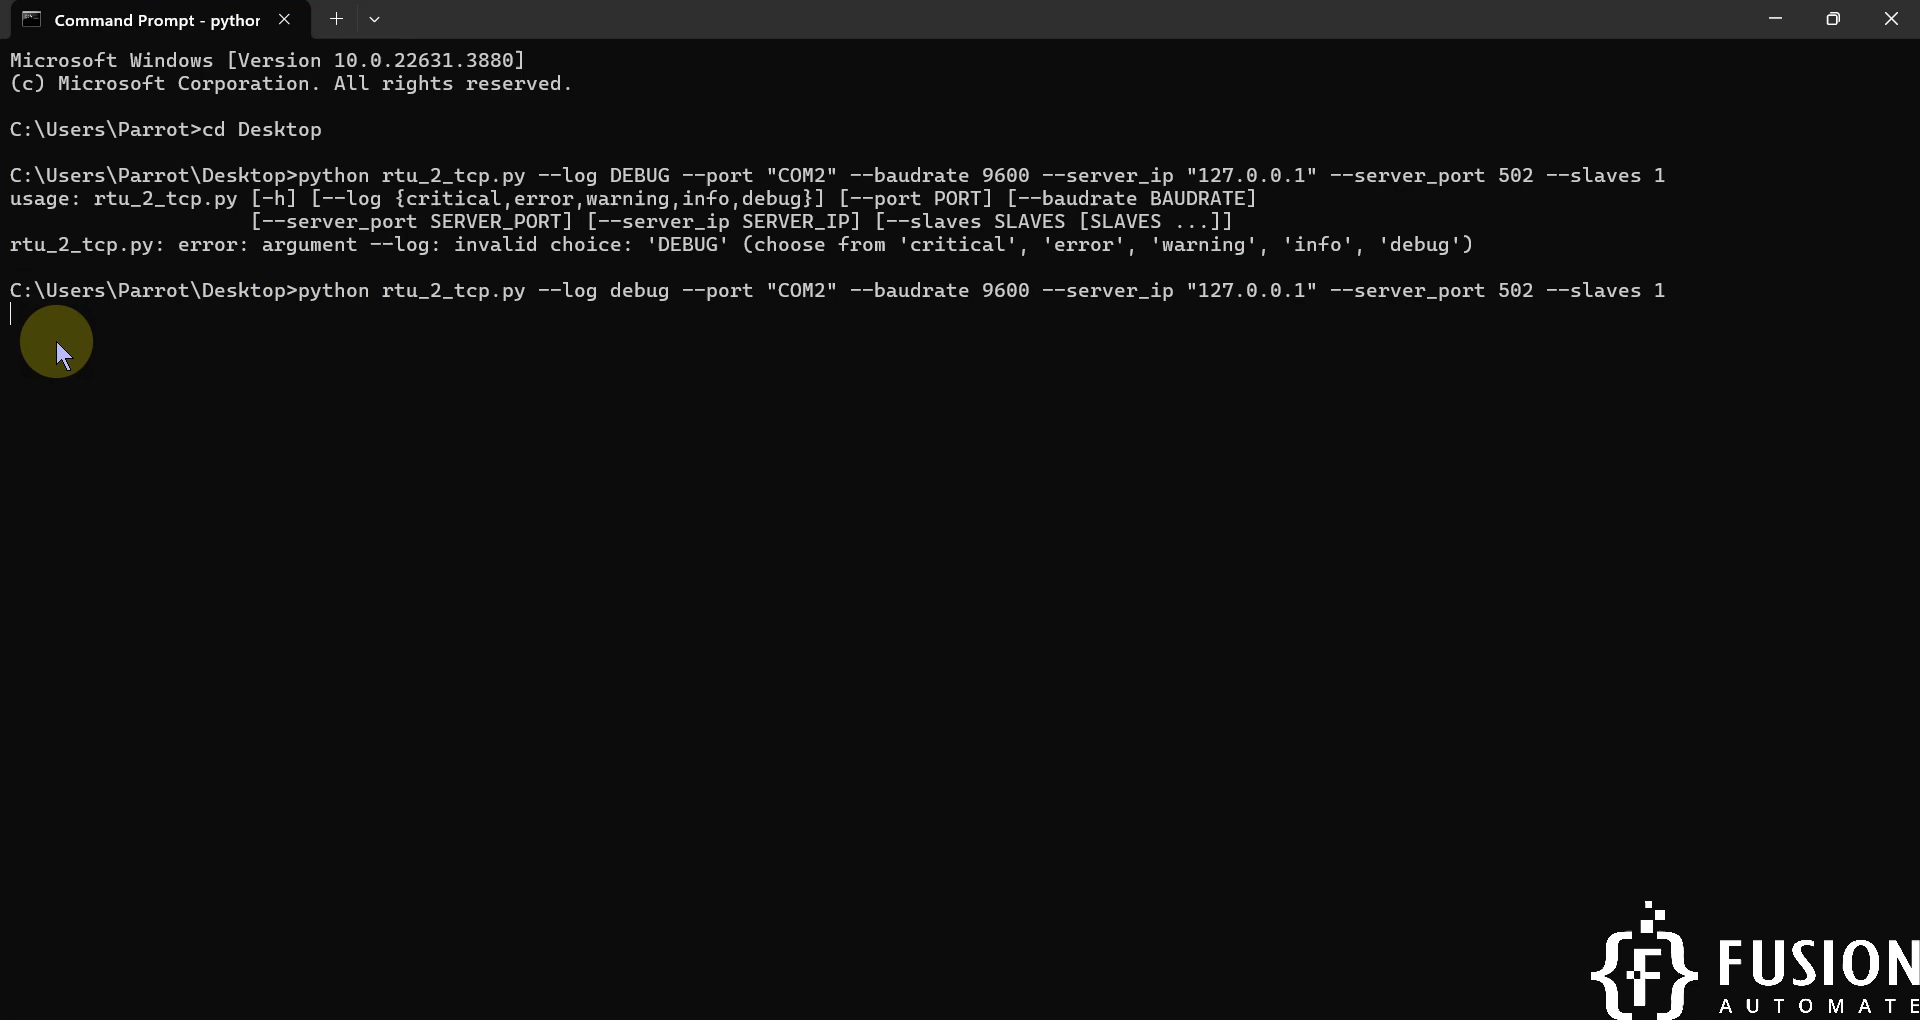 Command Prompt - python
Microsoft Windows [Version 10.0.22631.3880]
(c) Microsoft Corporation. All rights reserved.
C:\Users\Parrot>cd Desktop
C:\Users\Parrot\Desktop>python rtu_2_tcp.py --log DEBUG --port "COM2" --baudrate 9600 --server_ip "127.0.0.1" --server_port 502 --slaves 1
usage: rtu_2_tcp.py [-h] [--log {critical,error,warning,info,debug}] [--port PORT] [--baudrate BAUDRATE]
[--server_port SERVER_PORT] [--server_ip SERVER_IP] [--slaves SLAVES [SLAVES ...]]
rtu_2_tcp.py: error: argument --log: invalid choice: 'DEBUG' (choose from 'critical', 'error', 'warning', 'info', 'debug')
C:\Users\Parrot\Desktop>python rtu_2_tcp.py --log debug --port "COM2" --baudrate 9600 --server_ip "127.0.0.1" --server_port 502 --slaves 1
{F} FUSION
AUTOMATE